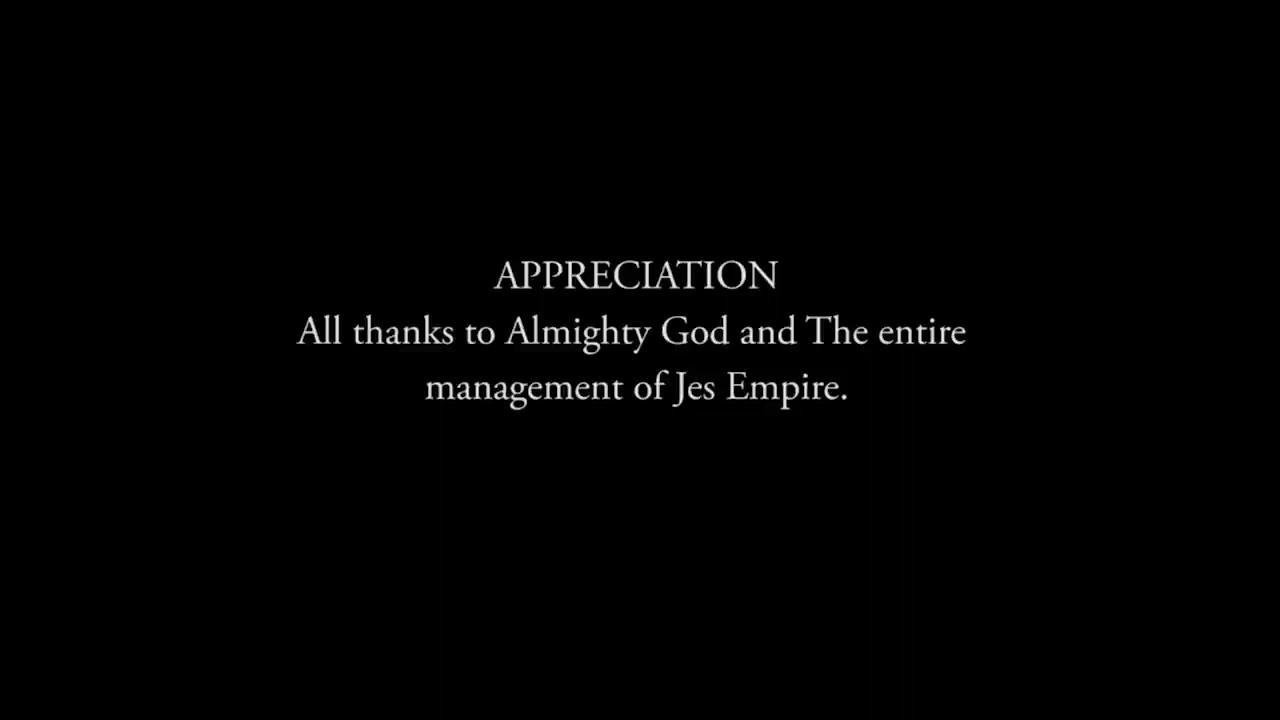 APPRECIATION
All thanks to Almighty God and The entire
management of Jes Empire.